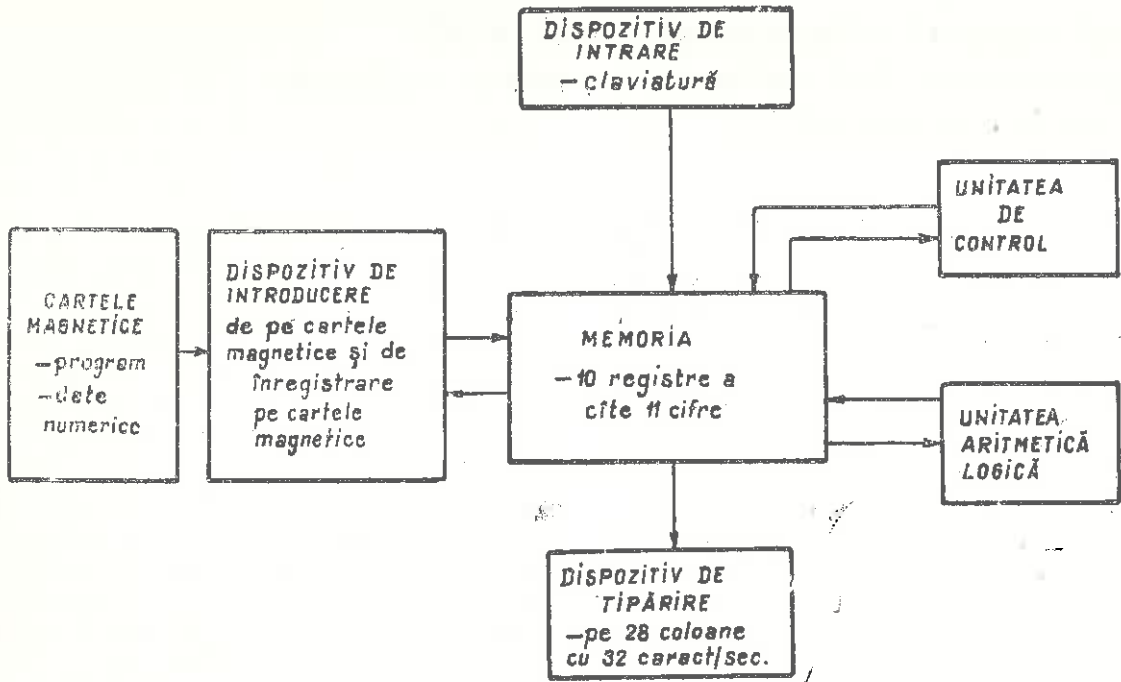 DISPOZITIV DE
INTRARE
– claviatură
UNITATEA
DE
CONTROL
CARTELE
MAGNETICE
–program
–date
numerice
DISPOZITIV DE
INTRODUCERE
de pe cartele
magnetice și de
înregistrare
pe cartele
magnetice
MEMORIA
–10 registre a
cîte 11 cifre
UNITATEA
ARITMETICĂ
LOGICĂ
DISPOZITIV DE
TIPĂRIRE
–pe 28 coloane
cu 32 caract/sec.